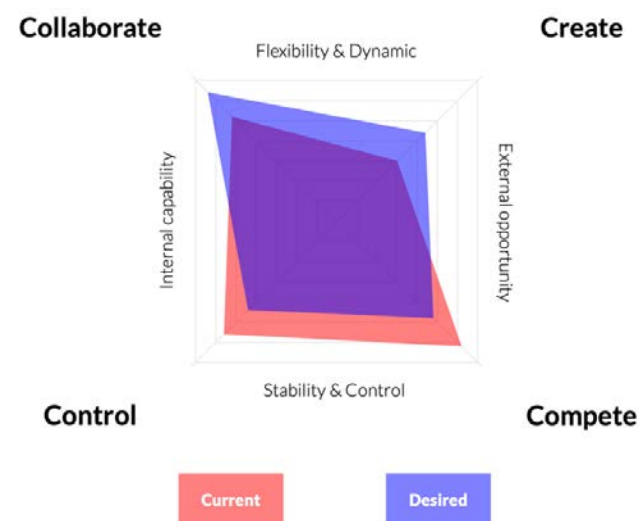 Collaborate
Create
Flexibility & Dynamic
Internal capability
External opportunity
Stability & Control
Control
Compete
Current
Desired